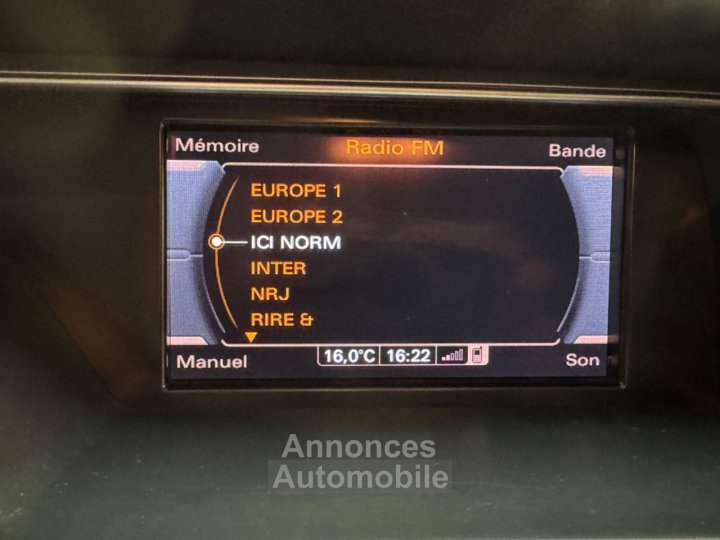 Mémoire Radio FM Bande
EUROPE 1
EUROPE 2
ICI NORM
INTER
NRJ
RIRE &
Manuel 16,0°C 16:22 Son
Annonces
Automobile